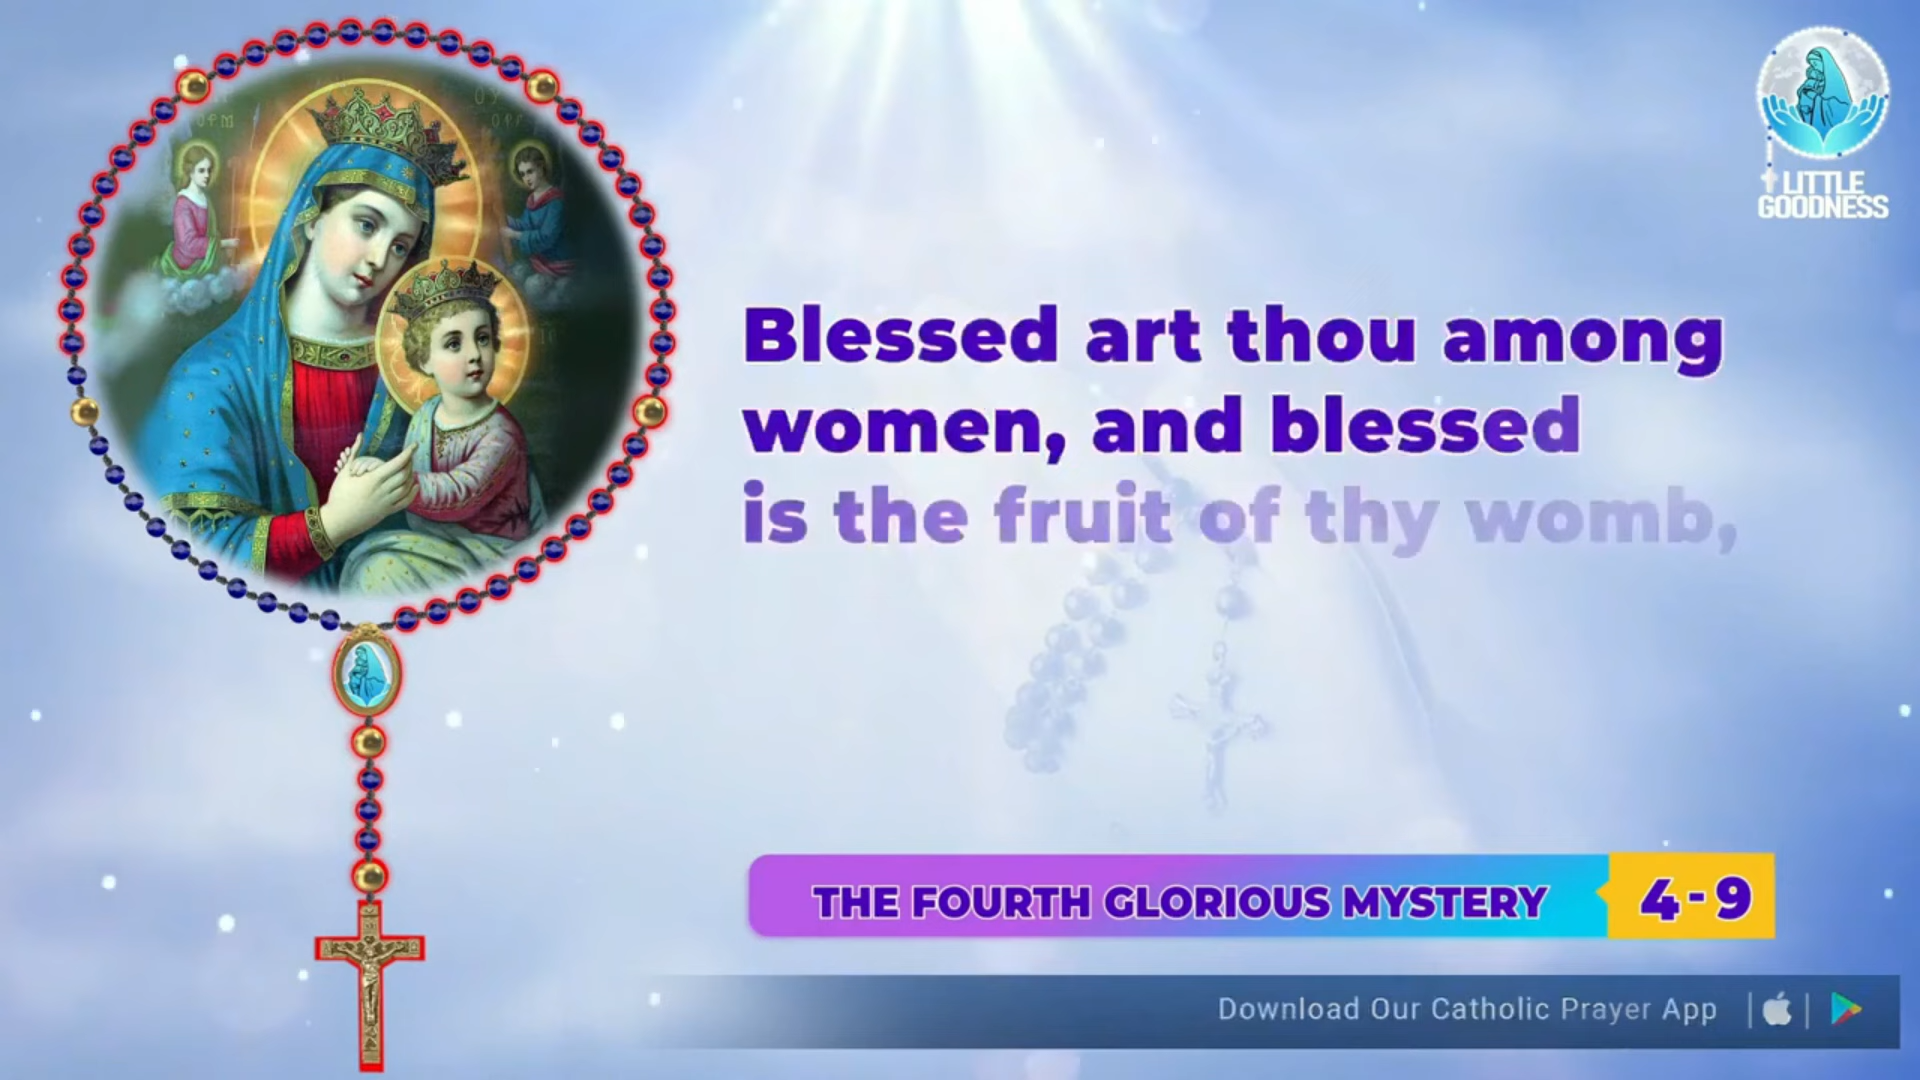 LITTLE
GOODNESS
Blessed art thou among
women, and blessed
is the fruit of thy womb,
THE FOURTH GLORIOUS MYSTERY 4-9
Download Our Catholic Prayer App